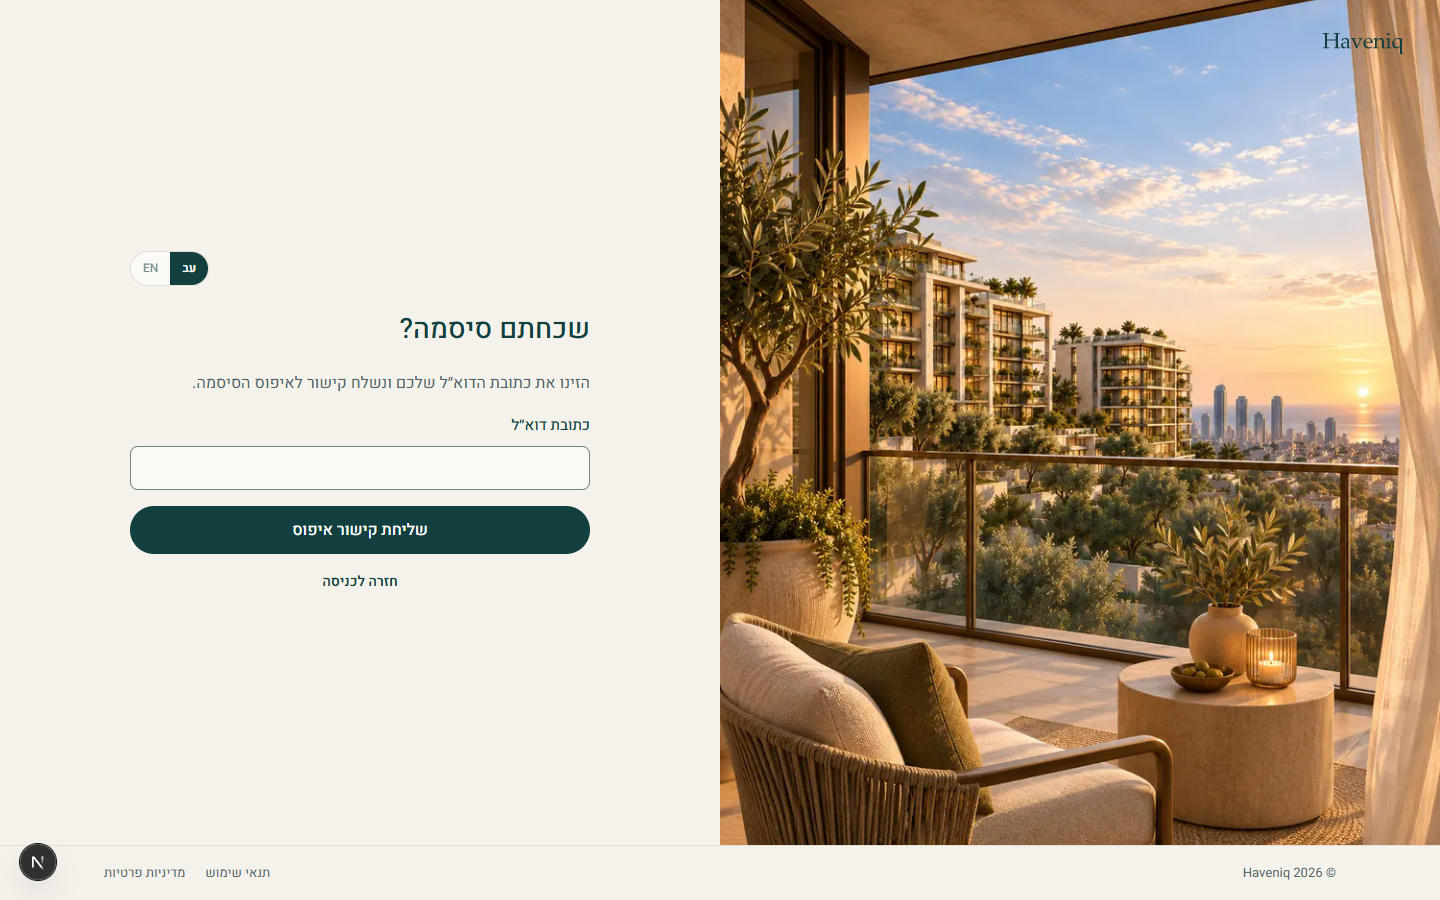 Haveniq
עב EN
שכחתם סיסמה?
הזינו את כתובת הדוא״ל שלכם ונשלח קישור לאיפוס הסיסמה.
כתובת דוא״ל
שליחת קישור איפוס
חזרה לכניסה
© 2026 Haveniq
תנאי שימוש מדיניות פרטיות
N